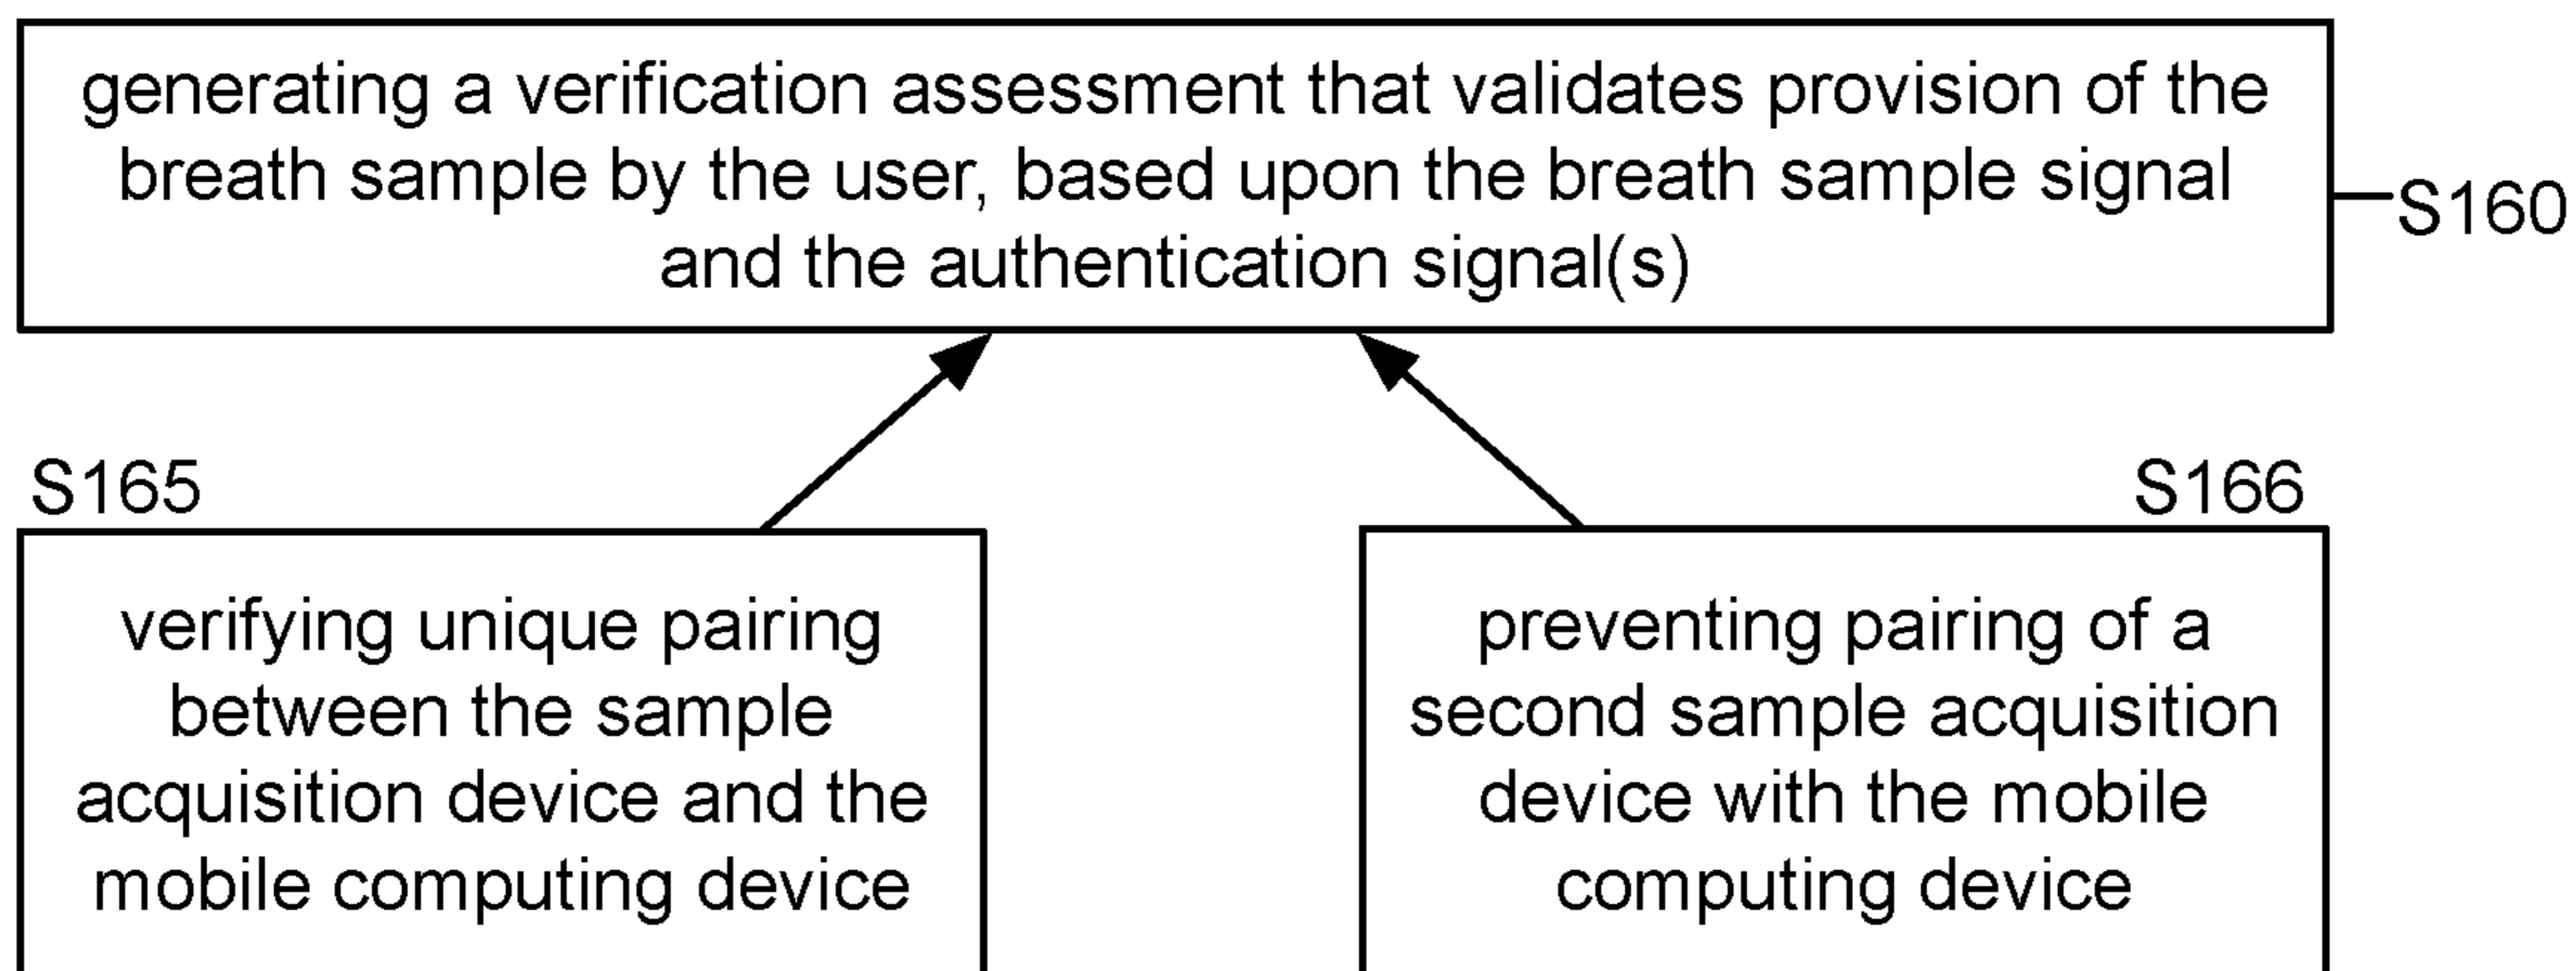 generating a verification assessment that validates provision of the
breath sample by the user, based upon the breath sample signal
and the authentication signal(s)
S160
S165
verifying unique pairing
between the sample
acquisition device and the
mobile computing device
S166
preventing pairing of a
second sample acquisition
device with the mobile
computing device